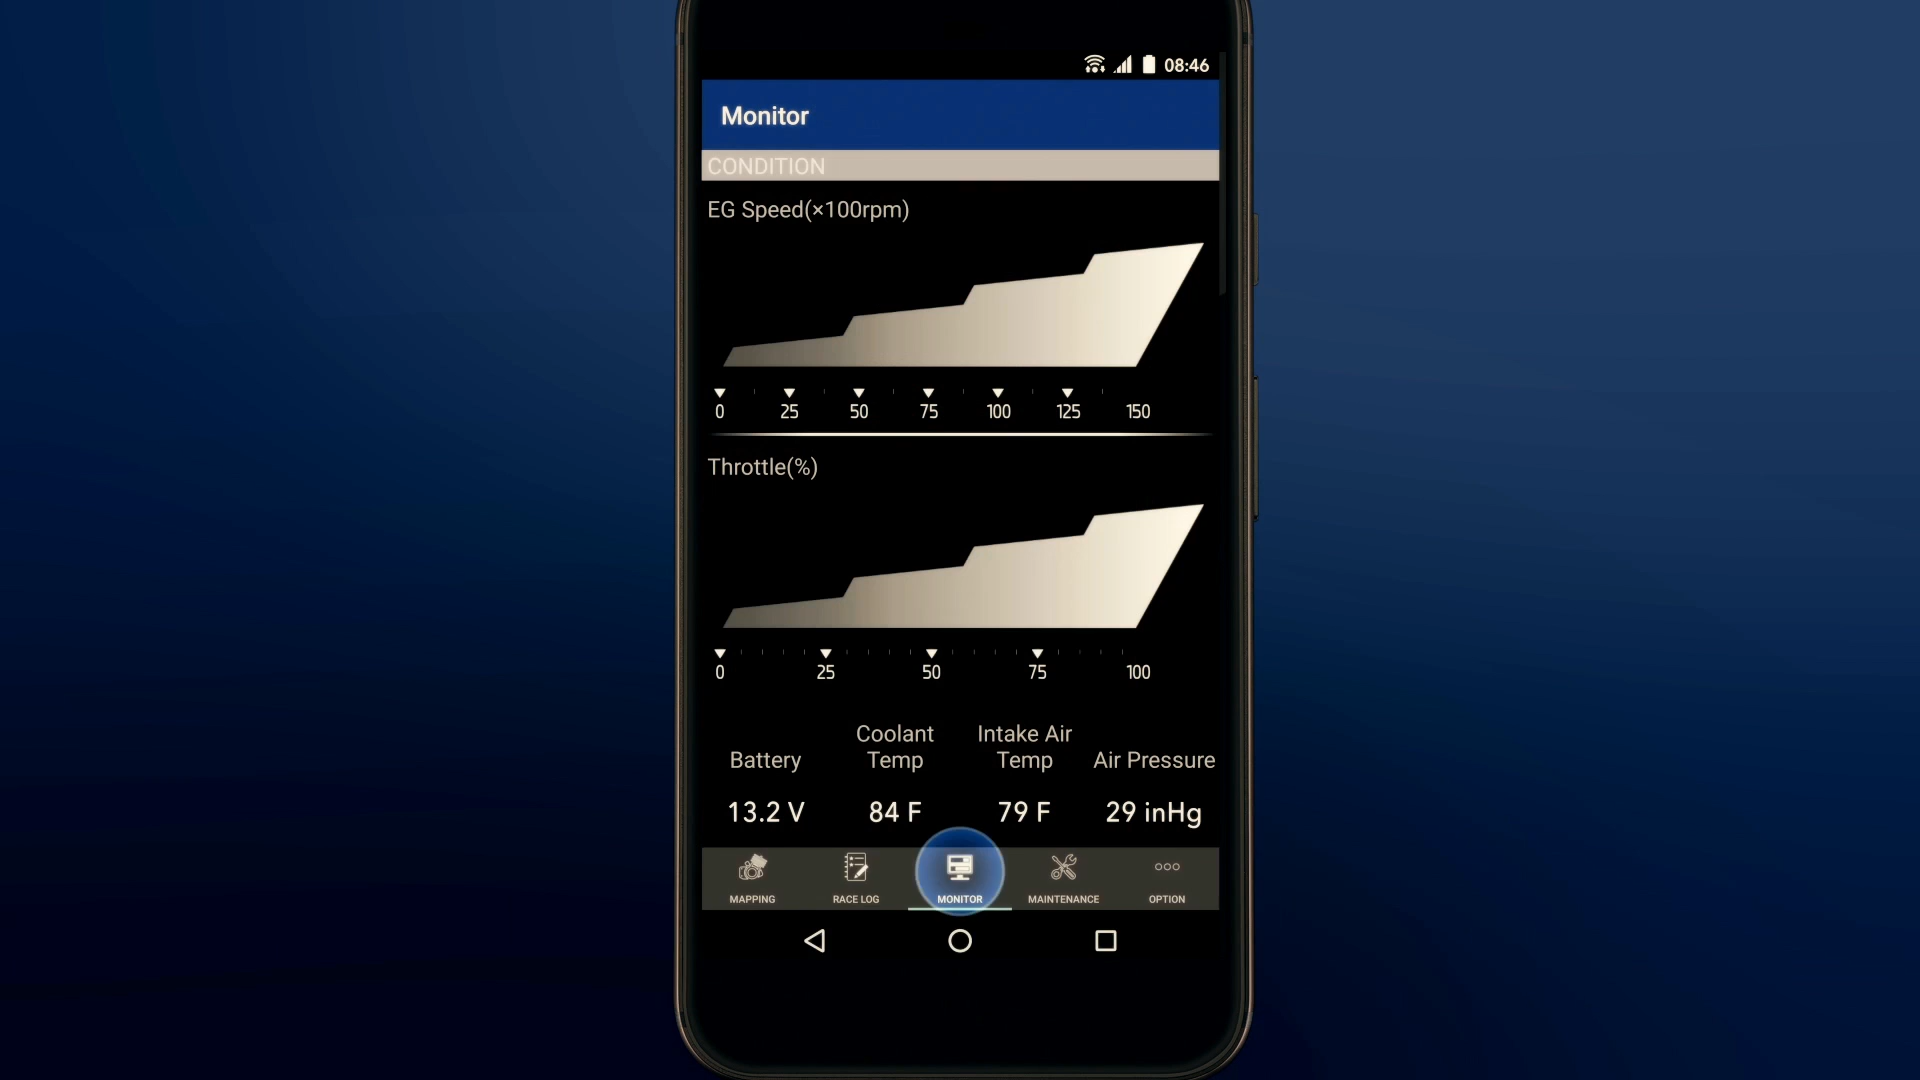 08:46
Monitor
CONDITION
EG Speed(×100rpm)
0 25 50 75 100 125 150
Throttle(%)
0 25 50 75 100
Battery
Coolant
Temp
Intake Air
Temp
Air Pressure
13.2 V 84 F 79 F 29 inHg
MAPPING RACE LOG MONITOR MAINTENANCE OPTION